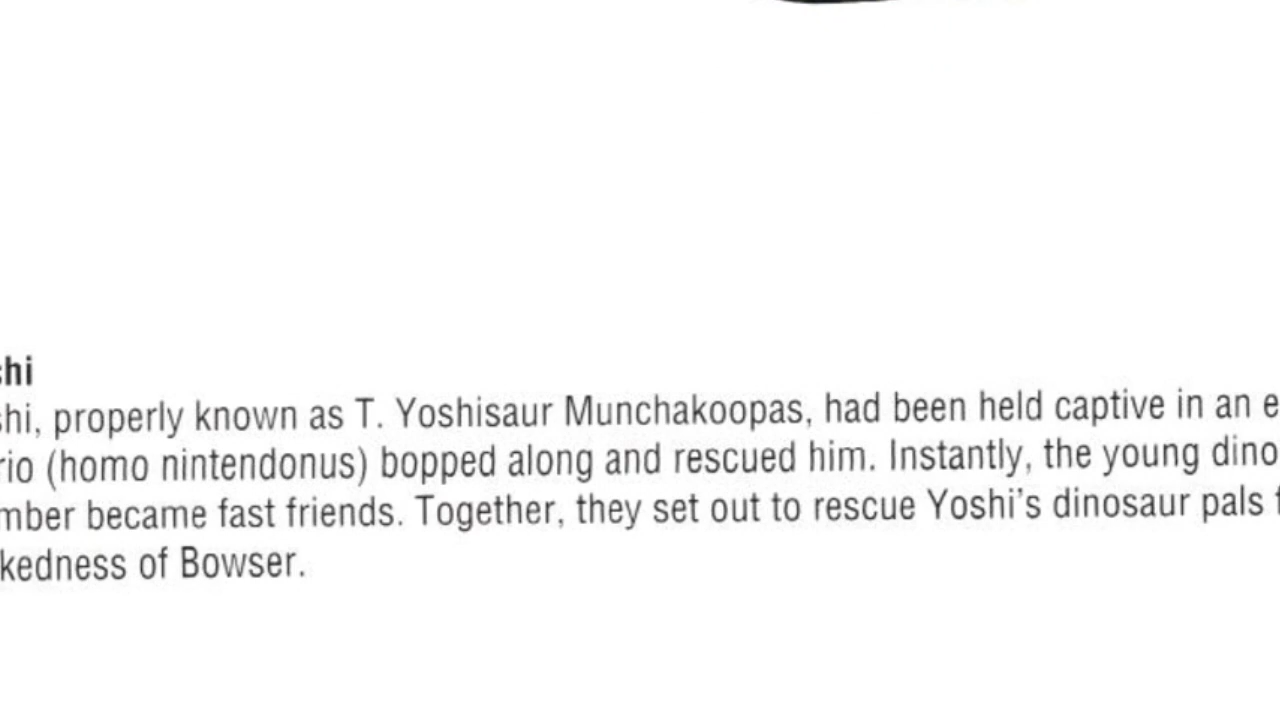 shi
shi, properly known as T. Yoshisaur Munchakoopas, had been held captive in an e
rio (homo nintendonus) bopped along and rescued him. Instantly, the young dino
mber became fast friends. Together, they set out to rescue Yoshi's dinosaur pals f
kedness of Bowser.